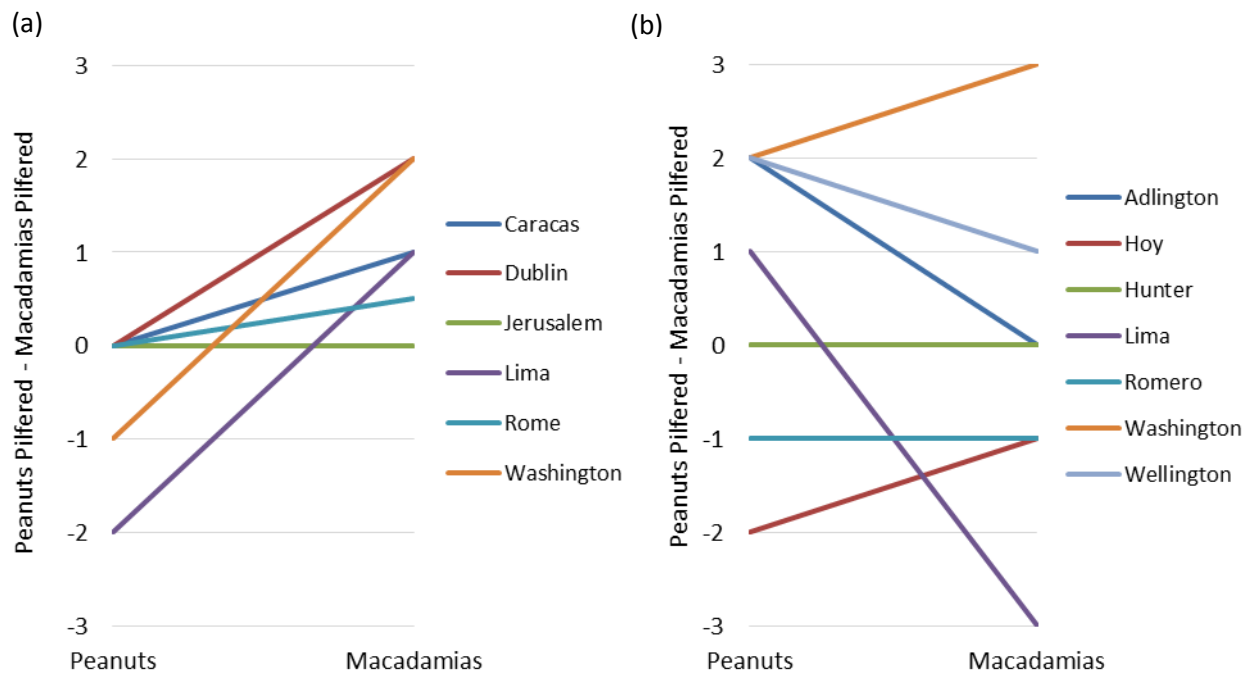 (a)
Peanuts Pilfered - Macadamias Pilfered
3
2
1
0
-1
-2
-3
Peanuts
Macadamias
Caracas
Dublin
Jerusalem
Lima
Rome
Washington
(b)
Peanuts Pilfered - Macadamias Pilfered
3
2
1
0
-1
-2
-3
Peanuts
Macadamias
Adlington
Hoy
Hunter
Lima
Romero
Washington
Wellington